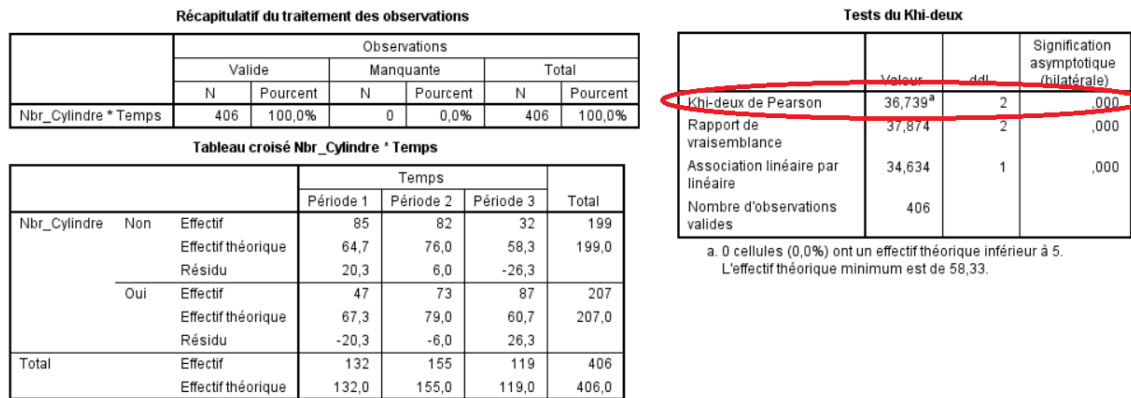 Récapitulatif du traitement des observations
Observations
Valide Manquante Total
N Pourcent N Pourcent N Pourcent
Nbr_Cylindre * Temps 406 100,0% 0 0,0% 406 100,0%
Tableau croisé Nbr_Cylindre * Temps
Temps
Période 1 Période 2 Période 3 Total
Nbr_Cylindre Non Effectif 85 82 32 199
Effectif théorique 64,7 76,0 58,3 199,0
Résidu 20,3 6,0 -26,3
Oui Effectif 47 73 87 207
Effectif théorique 67,3 79,0 60,7 207,0
Résidu -20,3 -6,0 26,3
Total Effectif 132 155 119 406
Effectif théorique 132,0 155,0 119,0 406,0
Tests du Khi-deux
Valeur ddl Signification
asymptotique
(bilatérale)
Khi-deux de Pearson 36,739a 2 ,000
Rapport de
vraisemblance 37,874 2 ,000
Association linéaire par
linéaire 34,634 1 ,000
Nombre d'observations
valides 406
a. 0 cellules (0,0%) ont un effectif théorique inférieur à 5.
L'effectif théorique minimum est de 58,33.